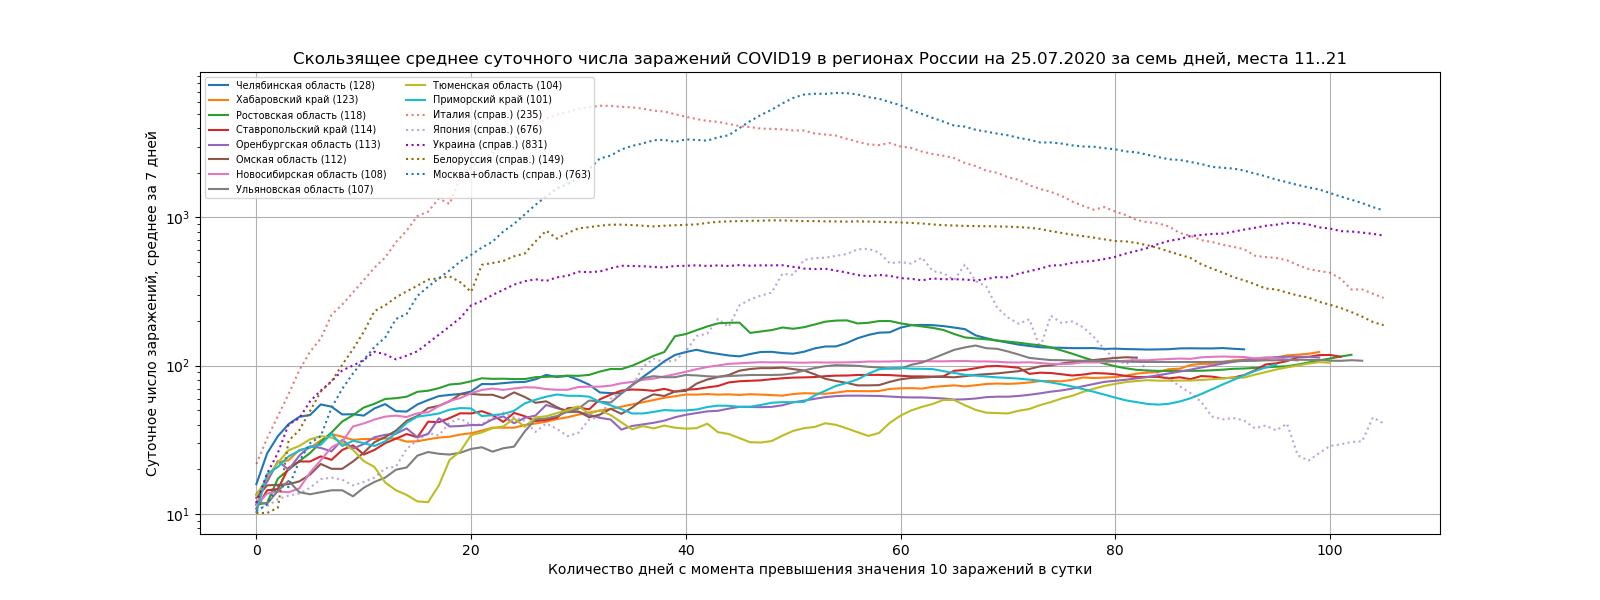 Скользящее среднее суточного числа заражений COVID19 в регионах России на 25.07.2020 за семь дней, места 11..21
Суточное число заражений, среднее за 7 дней
10³
10²
10¹
Челябинская область (128)
Хабаровский край (123)
Ростовская область (118)
Ставропольский край (114)
Оренбургская область (113)
Омская область (112)
Новосибирская область (108)
Ульяновская область (107)
Тюменская область (104)
Приморский край (101)
Италия (справ.) (235)
Япония (справ.) (676)
Украина (справ.) (831)
Белоруссия (справ.) (149)
Москва+область (справ.) (763)
0 20 40 60 80 100
Количество дней с момента превышения значения 10 заражений в сутки